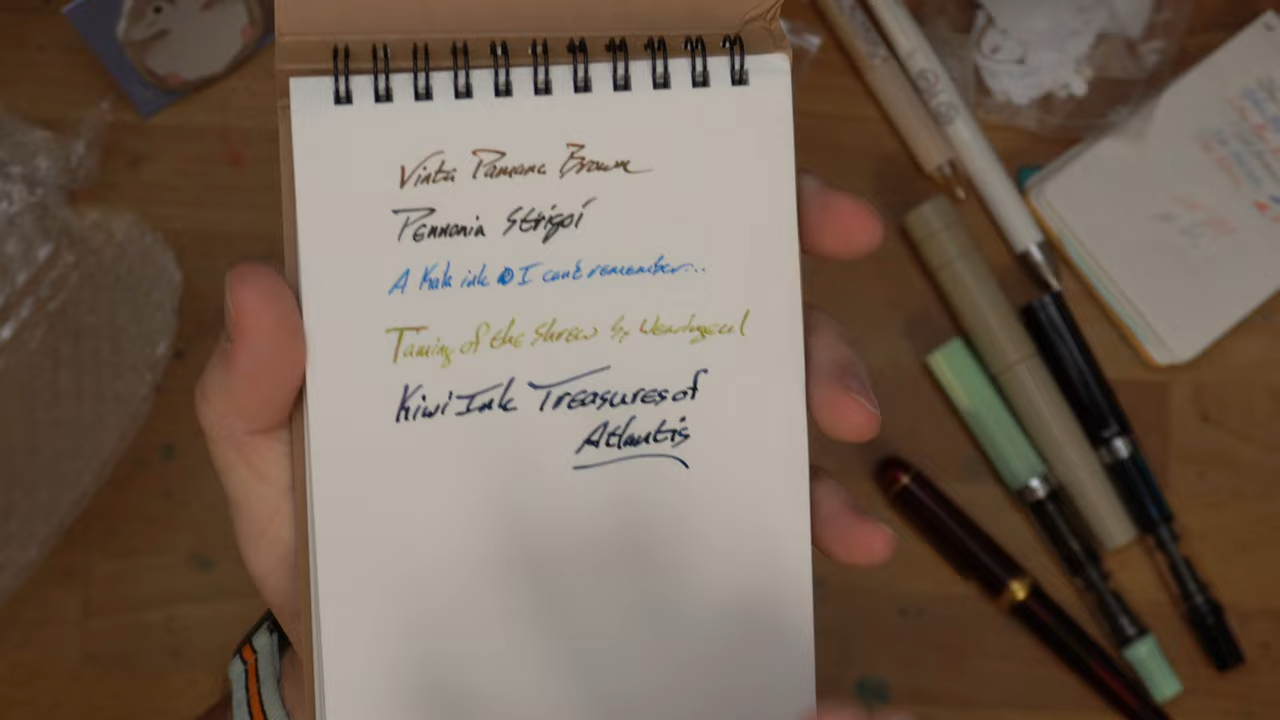 Vinta Pamana Brown
Pennonia Strigoi
A Kala ink I can't remember...
Taming of the Shrew by
Kiwi Ink Treasures of
Atlantis